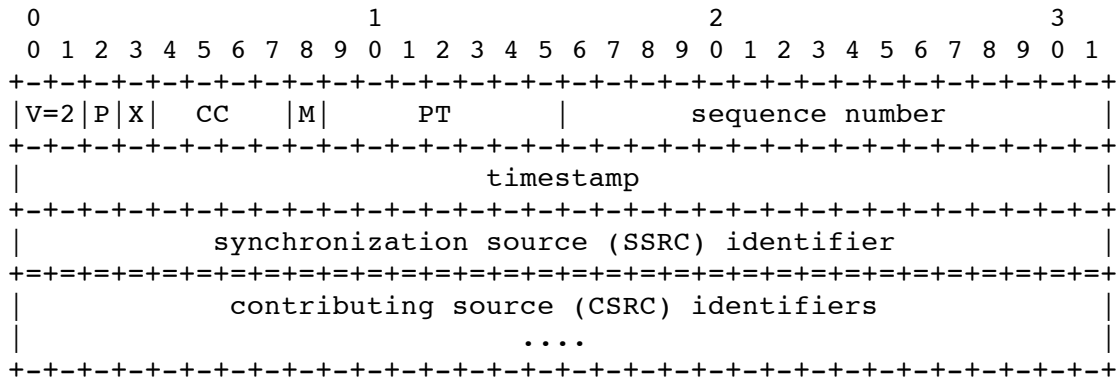 0                   1                   2                   3
0 1 2 3 4 5 6 7 8 9 0 1 2 3 4 5 6 7 8 9 0 1 2 3 4 5 6 7 8 9 0 1
+-+-+-+-+-+-+-+-+-+-+-+-+-+-+-+-+-+-+-+-+-+-+-+-+-+-+-+-+-+-+-+-+
|V=2|P|X|  CC   |M|     PT      |       sequence number         |
+-+-+-+-+-+-+-+-+-+-+-+-+-+-+-+-+-+-+-+-+-+-+-+-+-+-+-+-+-+-+-+-+
|                           timestamp                           |
+-+-+-+-+-+-+-+-+-+-+-+-+-+-+-+-+-+-+-+-+-+-+-+-+-+-+-+-+-+-+-+-+
|           synchronization source (SSRC) identifier            |
+=+=+=+=+=+=+=+=+=+=+=+=+=+=+=+=+=+=+=+=+=+=+=+=+=+=+=+=+=+=+=+=+
|            contributing source (CSRC) identifiers             |
|                             ....                              |
+-+-+-+-+-+-+-+-+-+-+-+-+-+-+-+-+-+-+-+-+-+-+-+-+-+-+-+-+-+-+-+-+